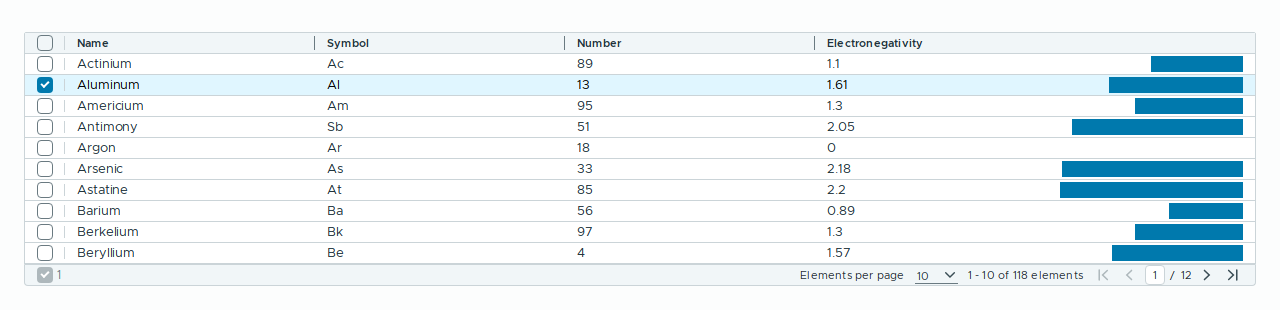 Name Symbol Number Electronegativity
Actinium Ac 89 1.1
Aluminum Al 13 1.61
Americium Am 95 1.3
Antimony Sb 51 2.05
Argon Ar 18 0
Arsenic As 33 2.18
Astatine At 85 2.2
Barium Ba 56 0.89
Berkelium Bk 97 1.3
Beryllium Be 4 1.57
1 Elements per page 10 1 - 10 of 118 elements 1 / 12